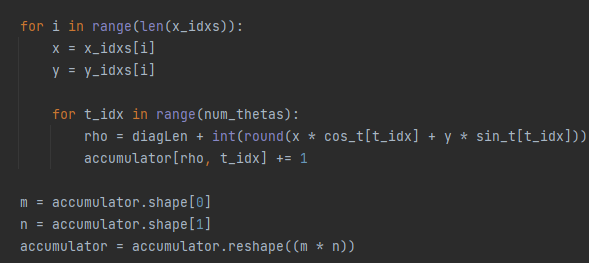 for i in range(len(x_idxs)):
    x = x_idxs[i]
    y = y_idxs[i]

    for t_idx in range(num_thetas):
        rho = diagLen + int(round(x * cos_t[t_idx] + y * sin_t[t_idx]))
        accumulator[rho, t_idx] += 1

m = accumulator.shape[0]
n = accumulator.shape[1]
accumulator = accumulator.reshape((m * n))